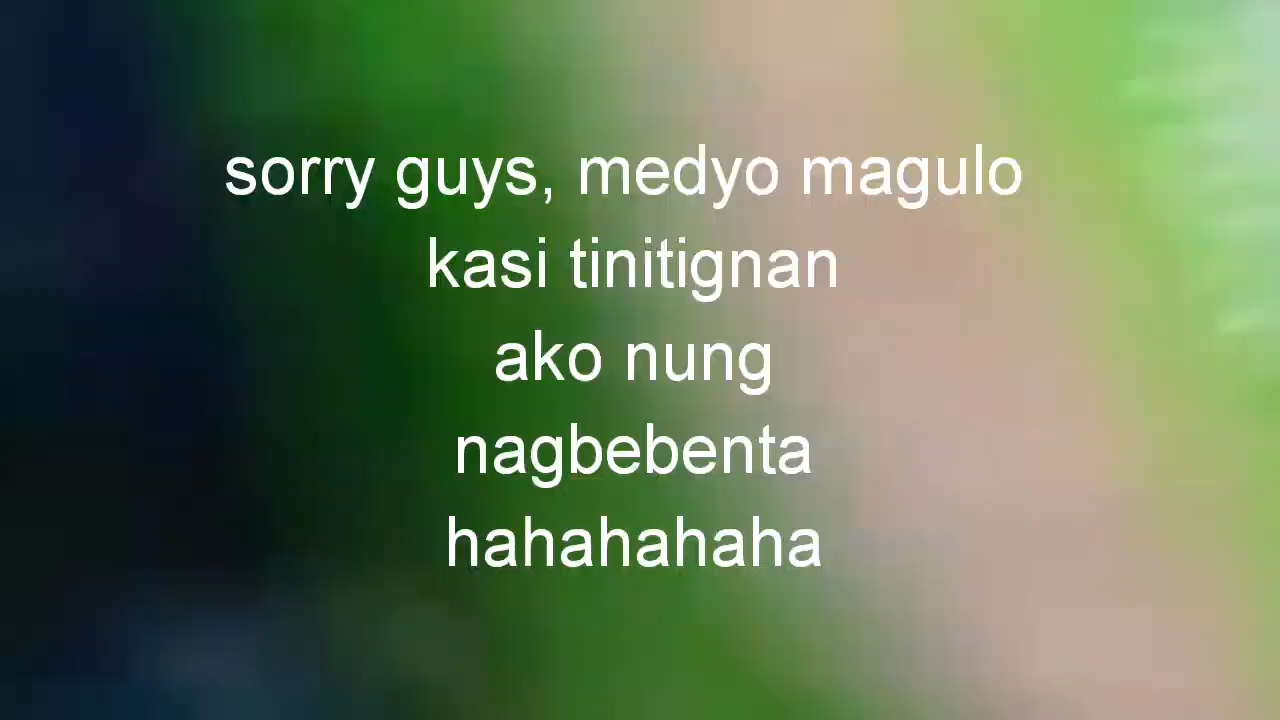 sorry guys, medyo magulo
kasi tinitignan
ako nung
nagbebenta
hahahahaha